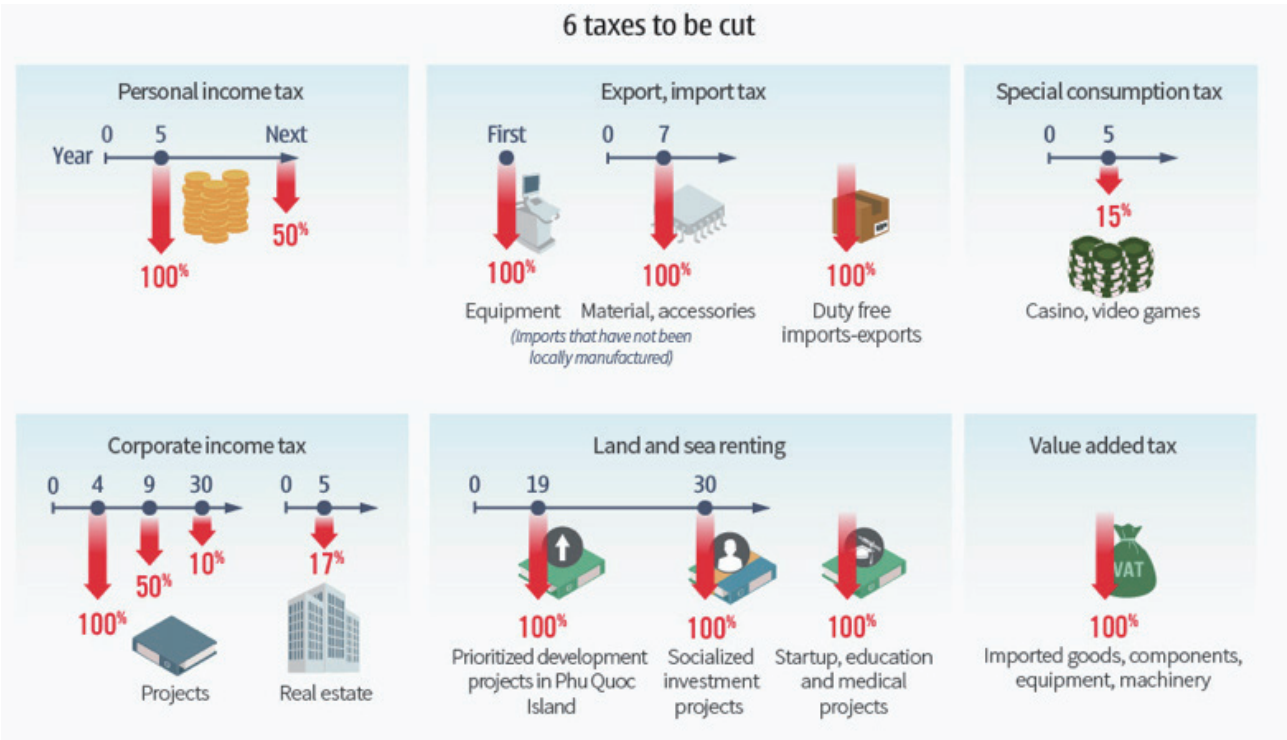 6 taxes to be cut
Personal income tax
0 5 Next
Year
100%
50%
Export, import tax
First
0 7
100%
100%
100%
Equipment
Material, accessories
(Imports that have not been
locally manufactured)
Duty free
imports-exports
Special consumption tax
0 5
15%
Casino, video games
Corporate income tax
0 4 9 30
100%
50%
10%
Projects
0 5
17%
Real estate
Land and sea renting
0 19 30
100%
Prioritized development
projects in Phu Quoc
Island
100%
Socialized
investment
projects
100%
Startup, education
and medical
projects
Value added tax
VAT
100%
Imported goods, components,
equipment, machinery